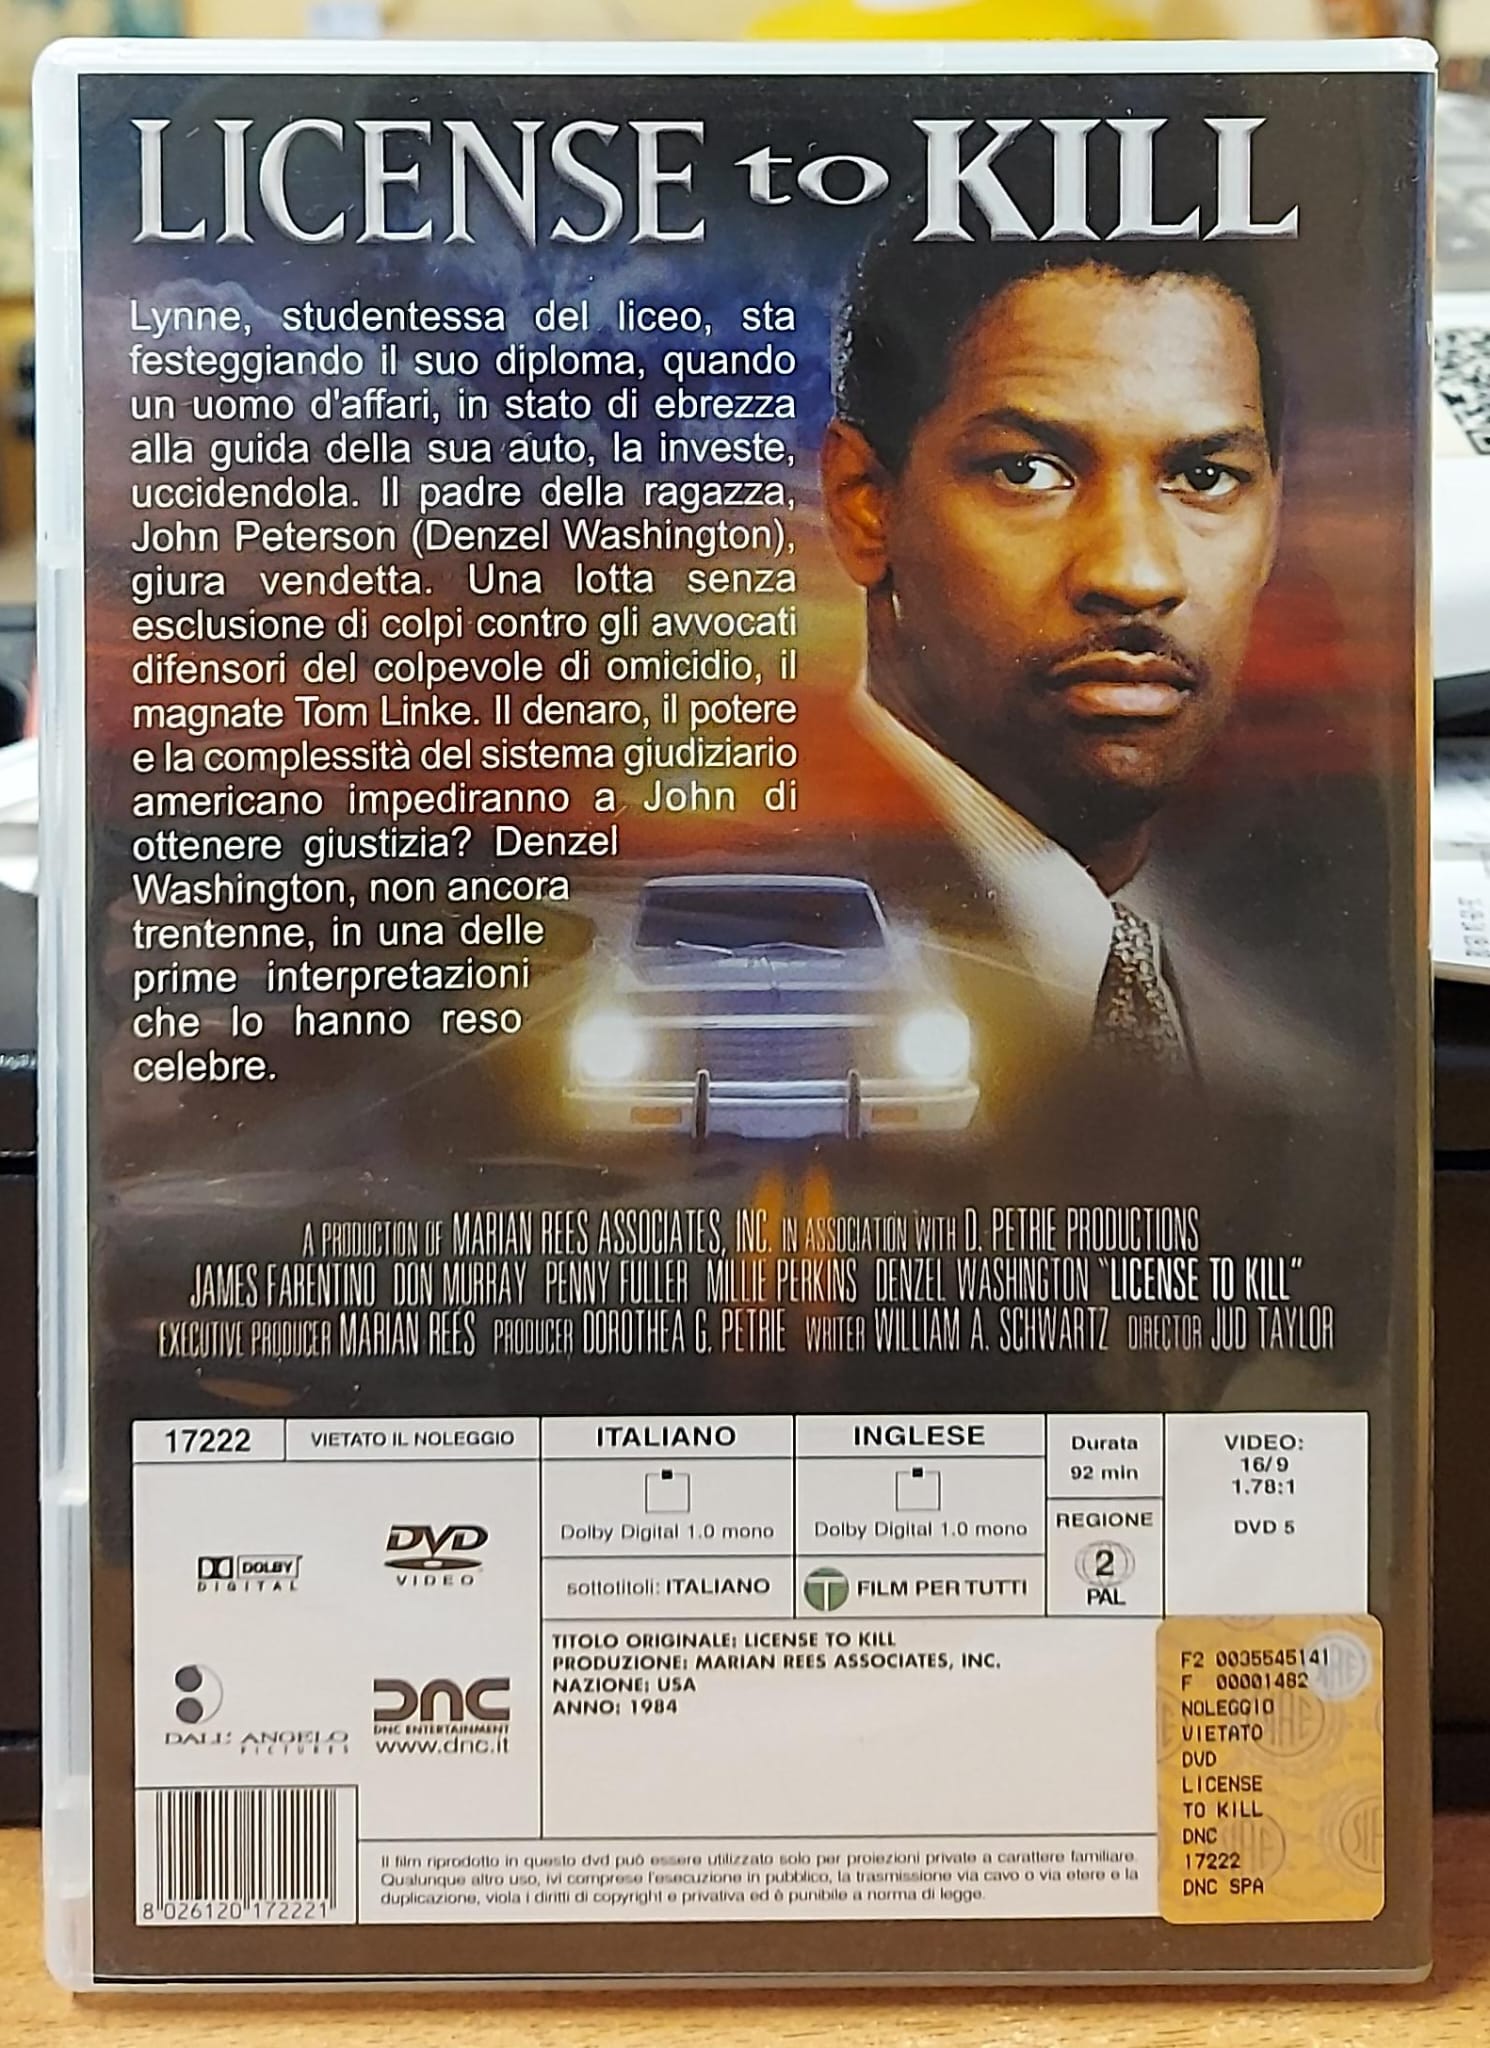 LICENSE to KILL
Lynne, studentessa del liceo, sta
festeggiando il suo diploma, quando
un uomo d'affari, in stato di ebrezza
alla guida della sua auto, la investe,
uccidendola. Il padre della ragazza,
John Peterson (Denzel Washington),
giura vendetta. Una lotta senza
esclusione di colpi contro gli avvocati
difensori del colpevole di omicidio, il
magnate Tom Linke. Il denaro, il potere
e la complessità del sistema giudiziario
americano impediranno a John di
ottenere giustizia? Denzel
Washington, non ancora
trentenne, in una delle
prime interpretazioni
che lo hanno reso
celebre.
A PRODUCTION OF MARIAN REES ASSOCIATES, INC. IN ASSOCIATION WITH D. PETRIE PRODUCTIONS
JAMES FARENTINO DON MURRAY PENNY FULLER MILLIE PERKINS DENZEL WASHINGTON "LICENSE TO KILL"
EXECUTIVE PRODUCER MARIAN REES PRODUCER DOROTHEA G. PETRIE WRITER WILLIAM A. SCHWARTZ DIRECTOR JUD TAYLOR
17222
VIETATO IL NOLEGGIO
DOLBY
DIGITAL
DVD
VIDEO
DALL' ANGELO
PICTURES
DNC
DNC ENTERTAINMENT
www.dnc.it
ITALIANO
Dolby Digital 1.0 mono
sottotitoli: ITALIANO
INGLESE
Dolby Digital 1.0 mono
T FILM PER TUTTI
Durata
92 min
REGIONE
2
PAL
VIDEO:
16/9
1.78:1
DVD 5
TITOLO ORIGINALE: LICENSE TO KILL
PRODUZIONE: MARIAN REES ASSOCIATES, INC.
NAZIONE: USA
ANNO: 1984
F2 0035545141
F 00001482
NOLEGGIO
VIETATO
DVD
LICENSE
TO KILL
DNC
17222
DNC SPA
8 026120 172221
Il film riprodotto in questo dvd può essere utilizzato solo per proiezioni private a carattere familiare.
Qualunque altro uso, ivi comprese l'esecuzione in pubblico, la trasmissione via cavo o via etere e la
duplicazione, viola i diritti di copyright e privativa ed è punibile a norma di legge.